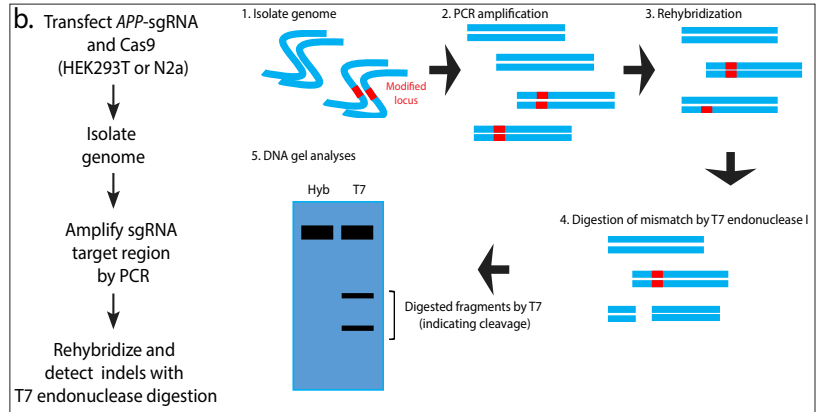 b.
Transfect APP-sgRNA
and Cas9
(HEK293T or N2a)
Isolate
genome
Amplify sgRNA
target region
by PCR
Rehybridize and
detect indels with
T7 endonuclease digestion
1. Isolate genome
Modified
locus
2. PCR amplification
3. Rehybridization
4. Digestion of mismatch by T7 endonuclease I
5. DNA gel analyses
Hyb T7
Digested fragments by T7
(indicating cleavage)